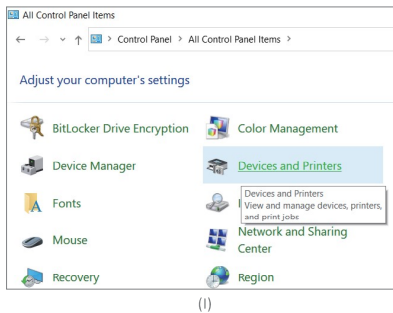 All Control Panel Items
Control Panel > All Control Panel Items >
Adjust your computer's settings
BitLocker Drive Encryption
Color Management
Device Manager
Devices and Printers
Devices and Printers
View and manage devices, printers,
and print jobs
Fonts
Mouse
Network and Sharing
Center
Recovery
Region
(1)